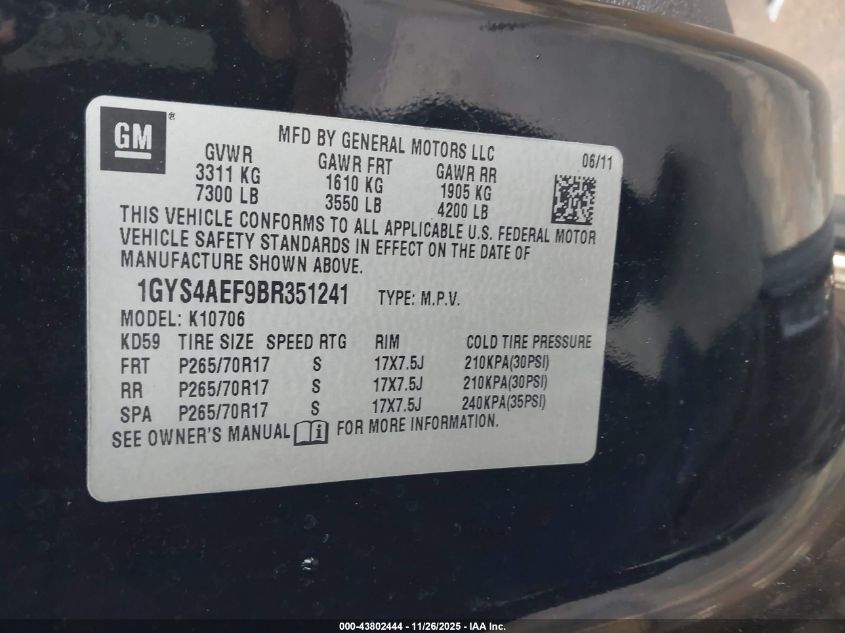 GM®
MFD BY GENERAL MOTORS LLC
06/11
GVWR GAWR FRT GAWR RR
3311 KG 1610 KG 1905 KG
7300 LB 3550 LB 4200 LB
THIS VEHICLE CONFORMS TO ALL APPLICABLE U.S. FEDERAL MOTOR
VEHICLE SAFETY STANDARDS IN EFFECT ON THE DATE OF
MANUFACTURE SHOWN ABOVE.
1GYS4AEF9BR351241 TYPE: M.P.V.
MODEL: K10706
KD59 TIRE SIZE SPEED RTG RIM COLD TIRE PRESSURE
FRT P265/70R17 S 17X7.5J 210KPA(30PSI)
RR P265/70R17 S 17X7.5J 210KPA(30PSI)
SPA P265/70R17 S 17X7.5J 240KPA(35PSI)
SEE OWNER'S MANUAL i FOR MORE INFORMATION.
000-43802444 - 11/26/2025 - IAA Inc.